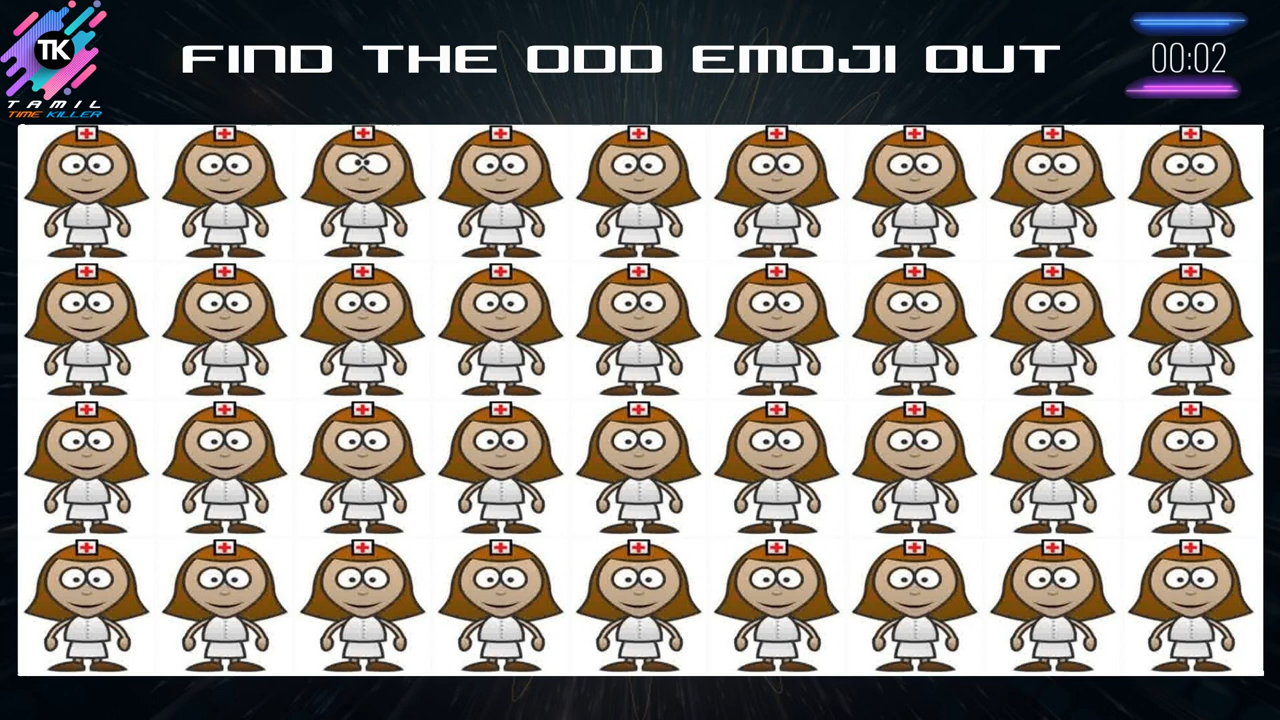 TK
TAMIL
TIME KILLER
FIND THE ODD EMOJI OUT
00:02